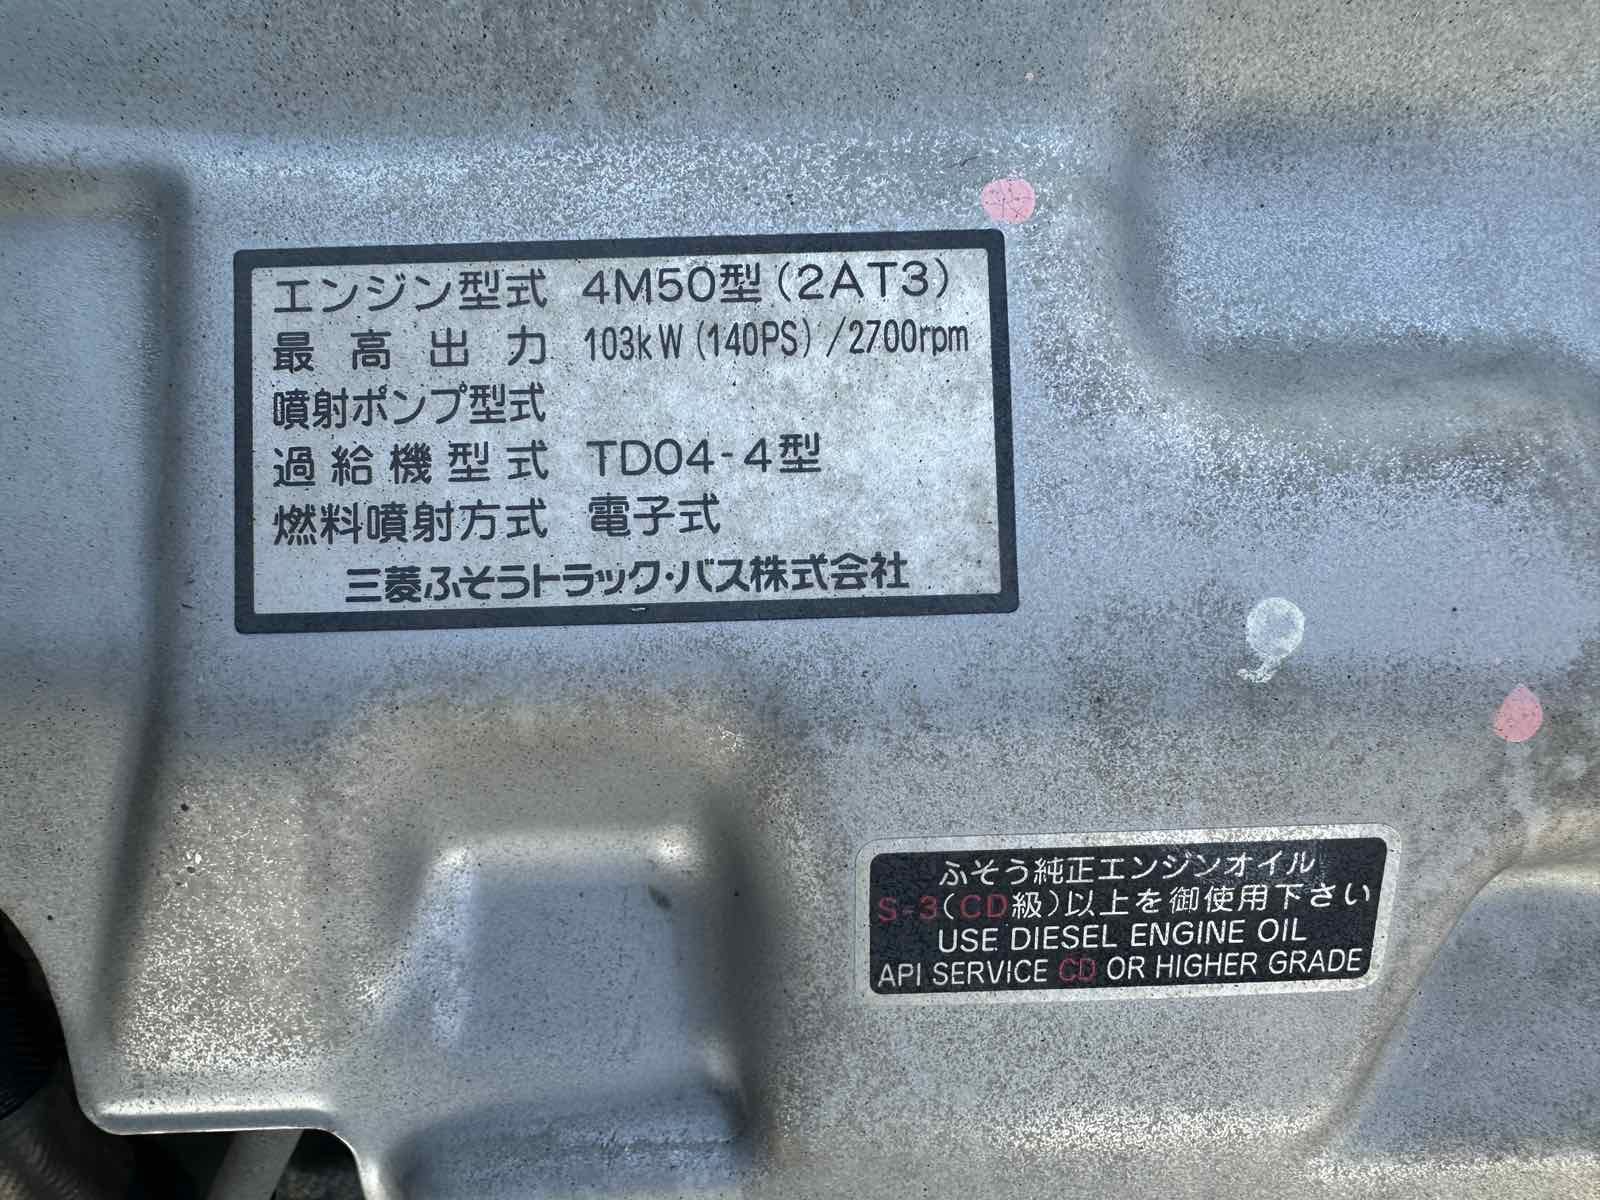 エンジン型式 4M50型(2AT3)
最高出力 103kW(140PS)/2700rpm
噴射ポンプ型式
過給機型式 TD04-4型
燃料噴射方式 電子式
三菱ふそうトラック・バス株式会社
ふそう純正エンジンオイル
S-3(CD級)以上を御使用下さい
USE DIESEL ENGINE OIL
API SERVICE CD OR HIGHER GRADE